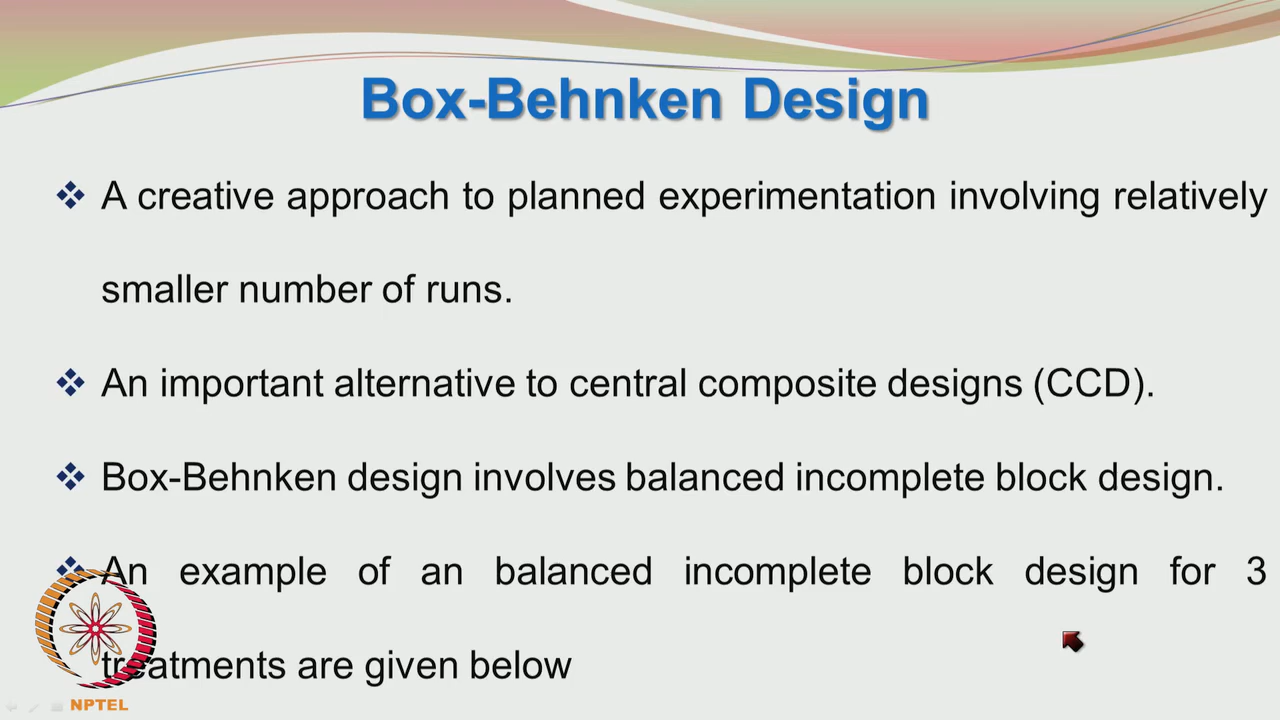 Box-Behnken Design
A creative approach to planned experimentation involving relatively
smaller number of runs.
An important alternative to central composite designs (CCD).
Box-Behnken design involves balanced incomplete block design.
An example of an balanced incomplete block design for 3
treatments are given below
NPTEL